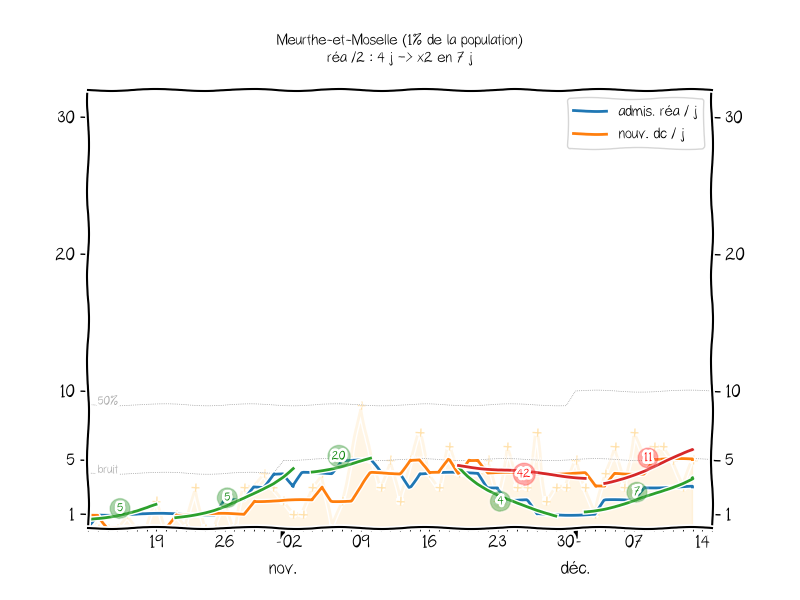 Meurthe-et-Moselle (1% de la population)
réa /2 : 4 j -> x2 en 7 j
admis. réa / j
nouv. dc / j
30 30
20 20
10 10
50%
5 5
bruit
1 1
5
5
20
4
42
7
11
19 26 02 09 16 23 30 07 14
nov. déc.